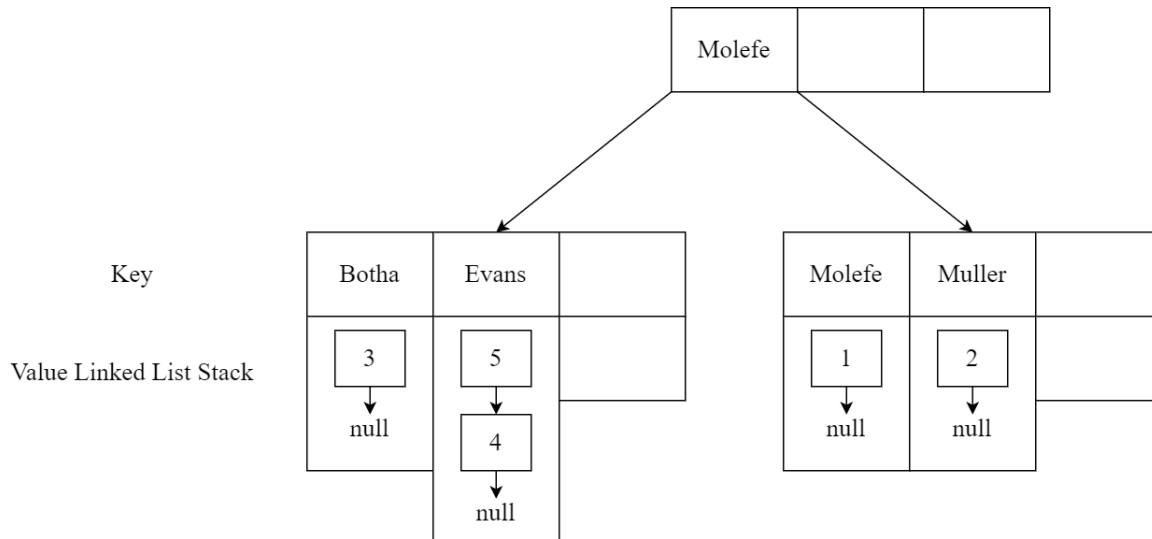 Molefe
Key Botha Evans Molefe Muller
Value Linked List Stack 3 5 1 2
null 4 null null
null